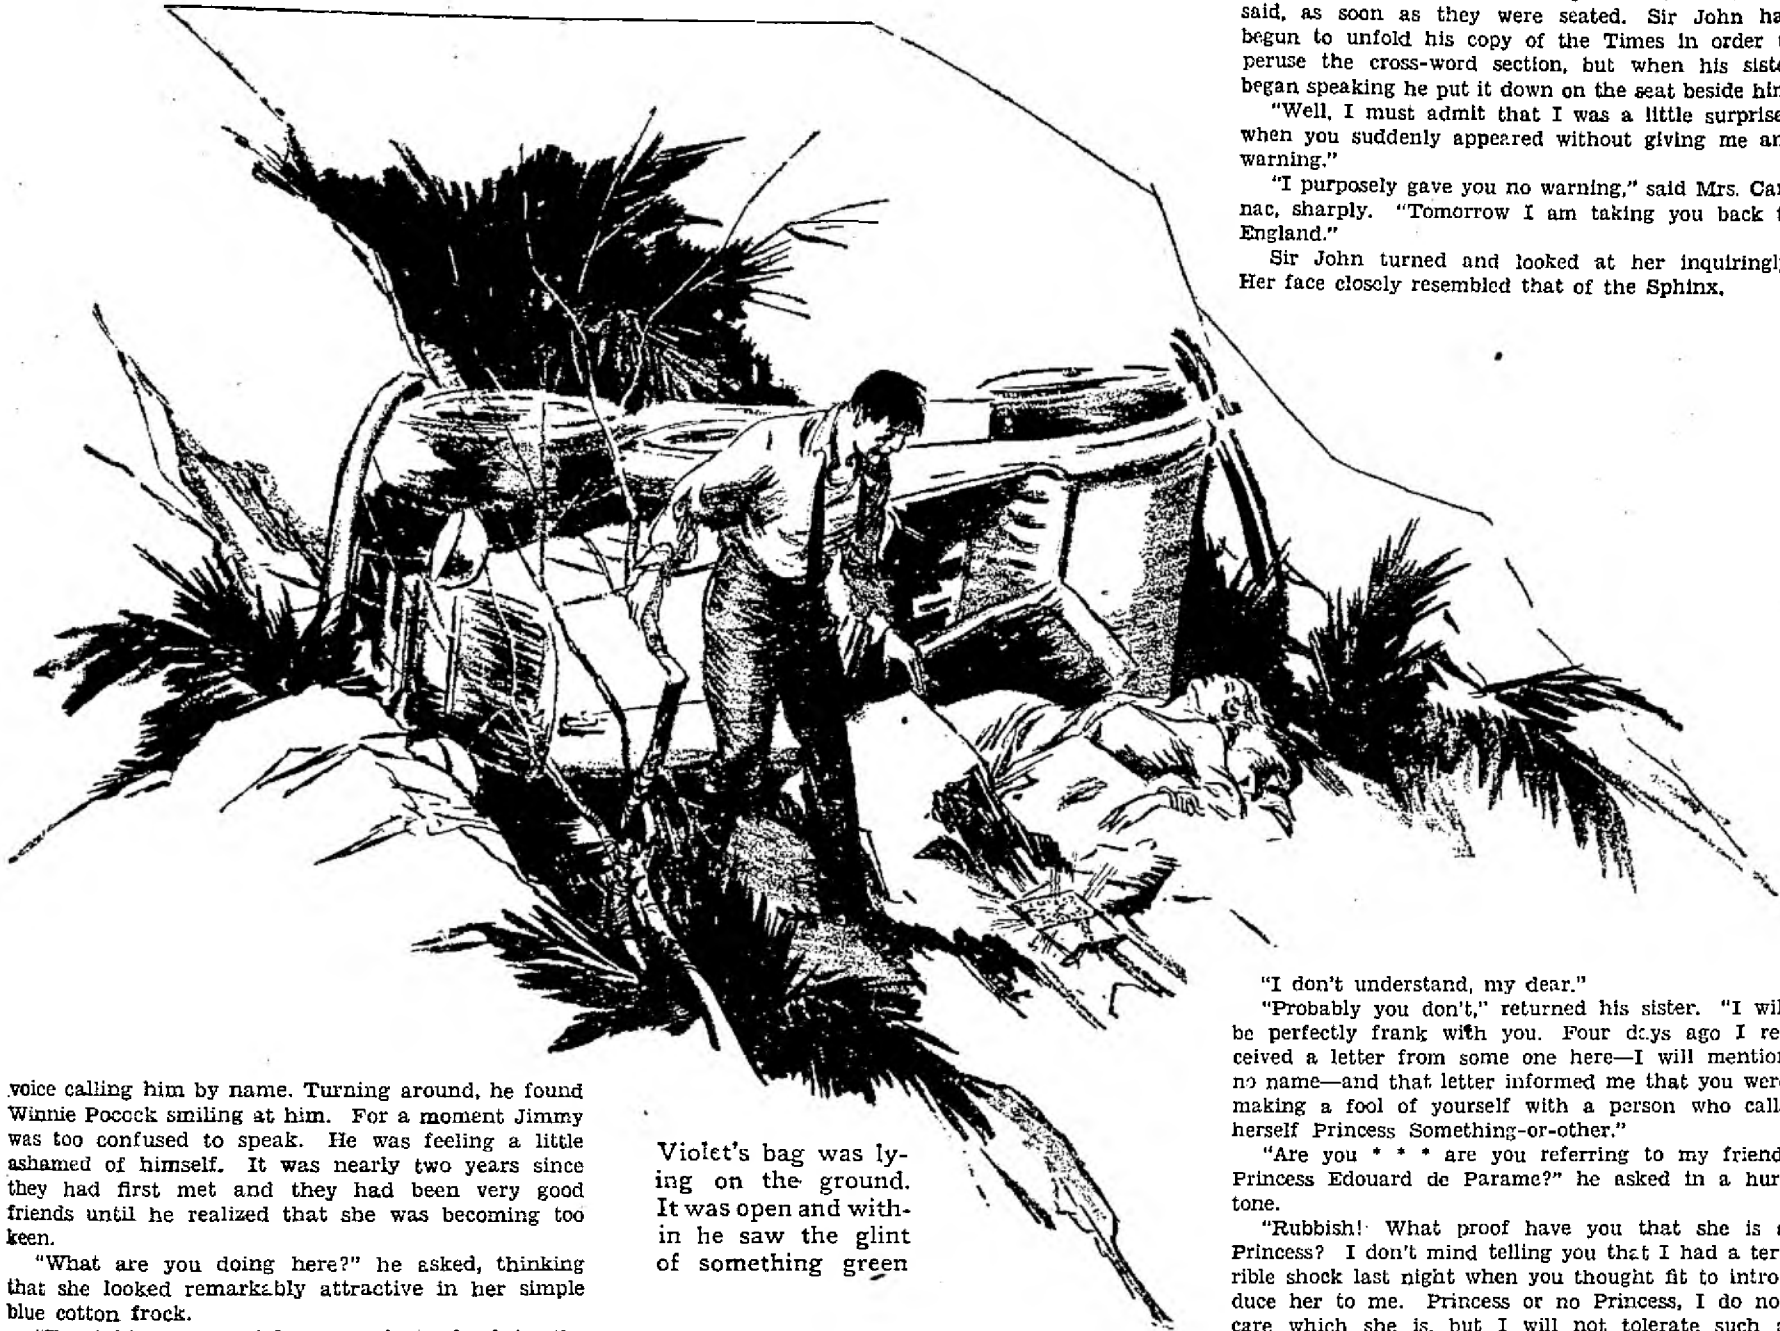 voice calling him by name. Turning around, he found
Winnie Pocock smiling at him. For a moment Jimmy
was too confused to speak. He was feeling a little
ashamed of himself. It was nearly two years since
they had first met and they had been very good
friends until he realized that she was becoming too
keen.
"What are you doing here?" he asked, thinking
that she looked remarkably attractive in her simple
blue cotton frock.
Violet's bag was ly-
ing on the ground.
It was open and with-
in he saw the glint
of something green
said, as soon as they were seated. Sir John ha
begun to unfold his copy of the Times in order
peruse the cross-word section, but when his siste
began speaking he put it down on the seat beside him
"Well, I must admit that I was a little surprise
when you suddenly appeared without giving me an
warning."
"I purposely gave you no warning," said Mrs. Car
nac, sharply. "Tomorrow I am taking you back t
England."
Sir John turned and looked at her inquiringly
Her face closely resembled that of the Sphinx.
"I don't understand, my dear."
"Probably you don't," returned his sister. "I will
be perfectly frank with you. Four days ago I re
ceived a letter from some one here—I will mention
no name—and that letter informed me that you were
making a fool of yourself with a person who call
herself Princess Something-or-other."
"Are you * * * are you referring to my friend
Princess Edouard de Parame?" he asked in a hur
tone.
"Rubbish! What proof have you that she is a
Princess? I don't mind telling you that I had a ter
rible shock last night when you thought fit to intro
duce her to me. Princess or no Princess, I do no
care which she is, but I will not tolerate such a